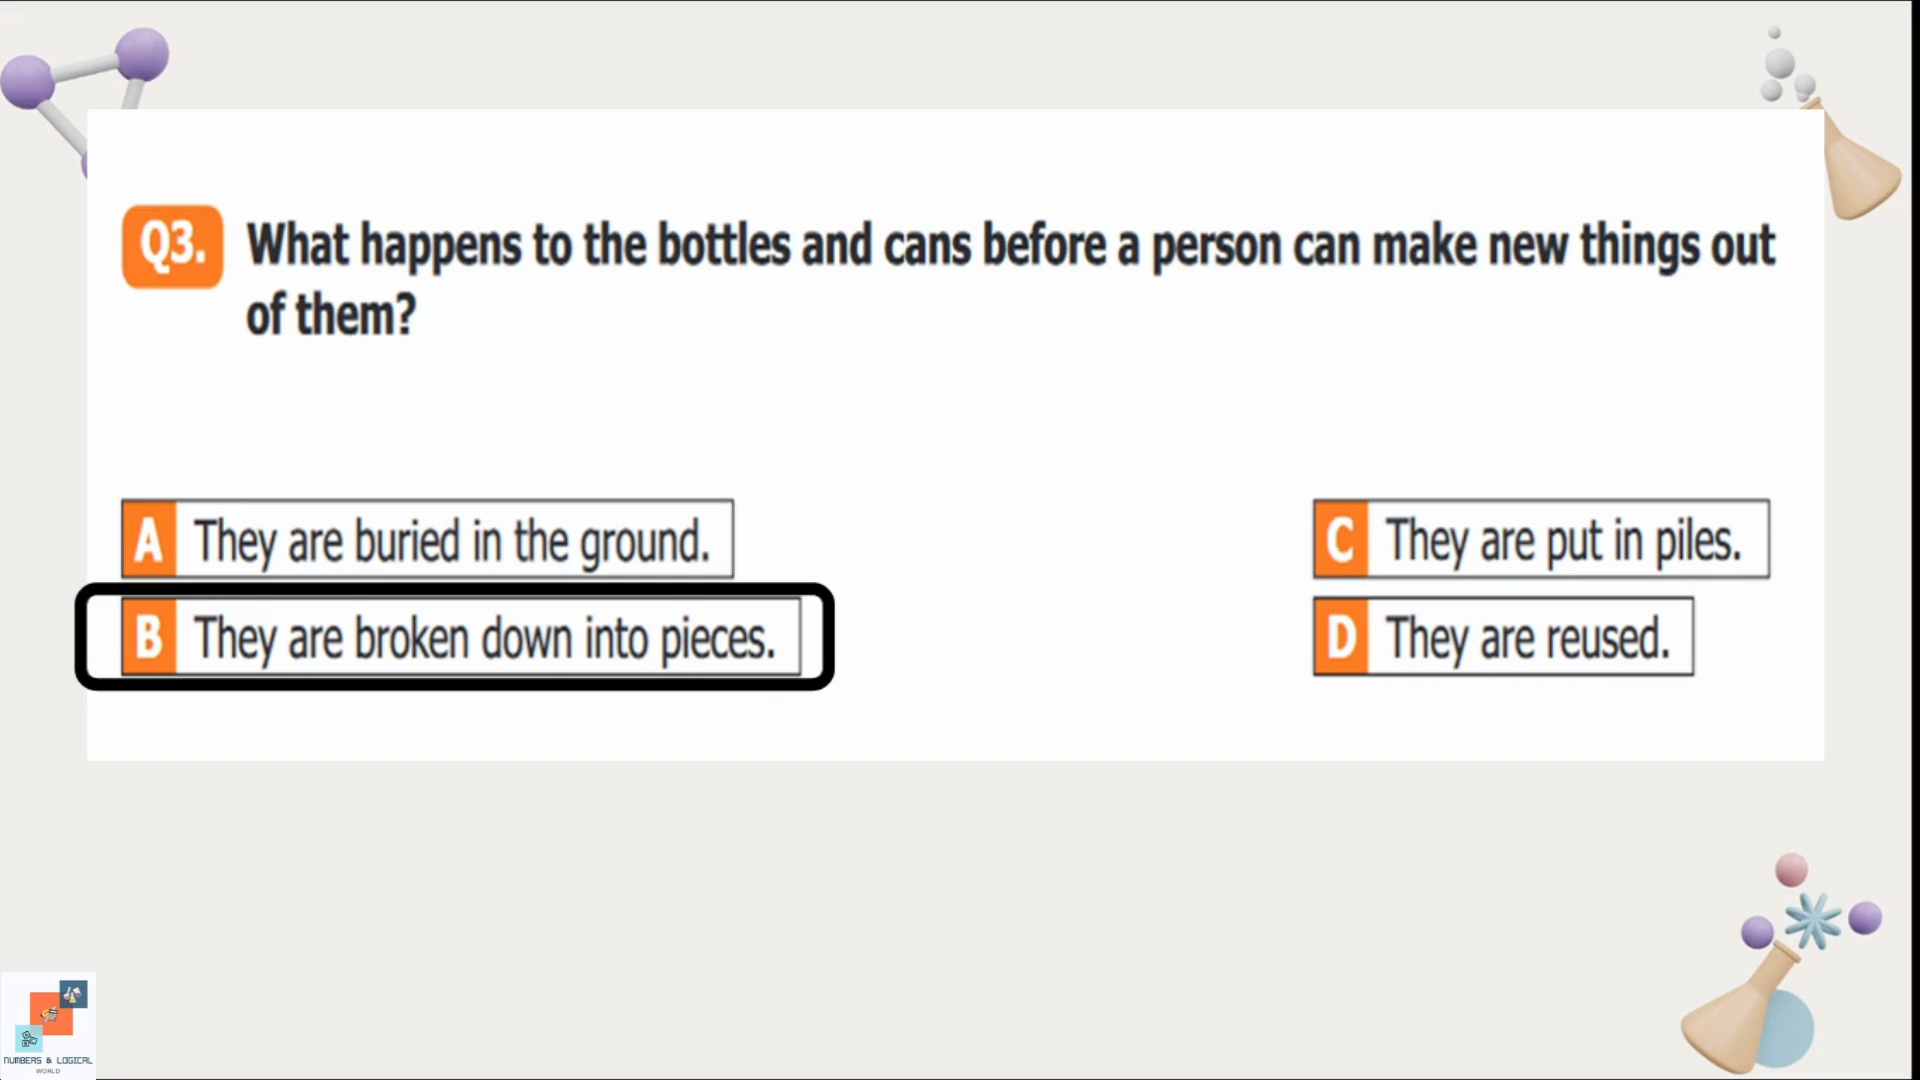 Q3. What happens to the bottles and cans before a person can make new things out
of them?
A They are buried in the ground.
B They are broken down into pieces.
C They are put in piles.
D They are reused.
NUMBERS & LOGICAL
WORLD